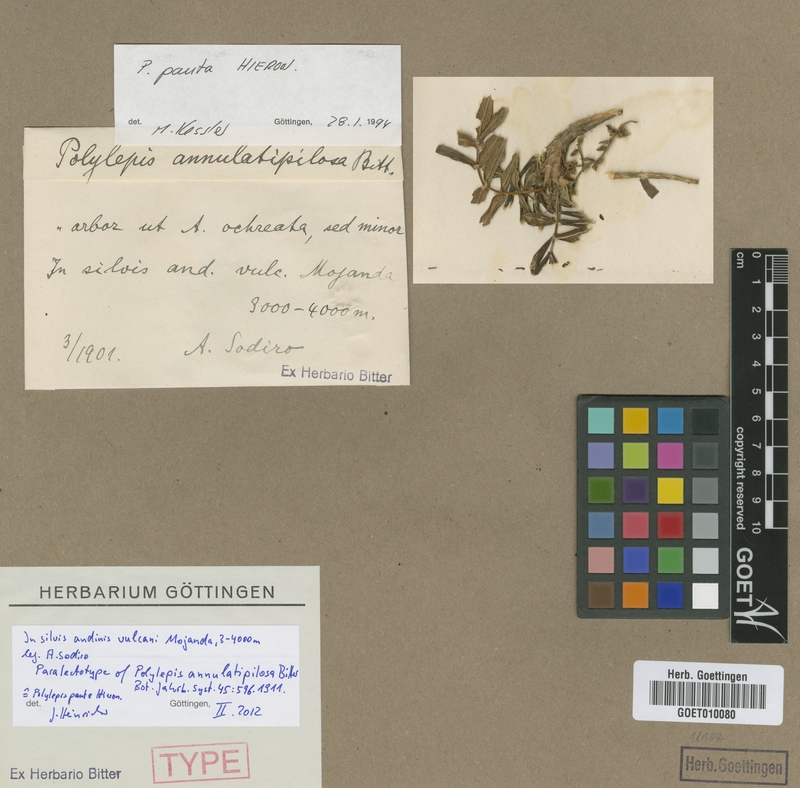 P. pauta HIERON.
det. M. Kessler Göttingen, 28.1.1994
Polylepis annulatipilosa Bitt.
„arbor ut A. ochreata, sed minor
In silvis and. vulc. Mojanda
3000-4000 m.
3/1901. A. Sodiro
Ex Herbario Bitter
cm 0 1 2 3 4 5 6 7 8 9 10
copyright reserved
GOET
HERBARIUM GÖTTINGEN
In silvis andinis vulcani Mojanda, 3-4000m
leg. A. Sodiro
Paralectotype of Polylepis annulatipilosa Bitter
Bot. Jahrb. Syst. 45: 596. 1911.
≙ Polylepis pauta Hieron.
det. J. Heinrichs Göttingen, II. 2012
Ex Herbario Bitter
TYPE
Herb. Goettingen
GOET010080
Herb. Goettingen